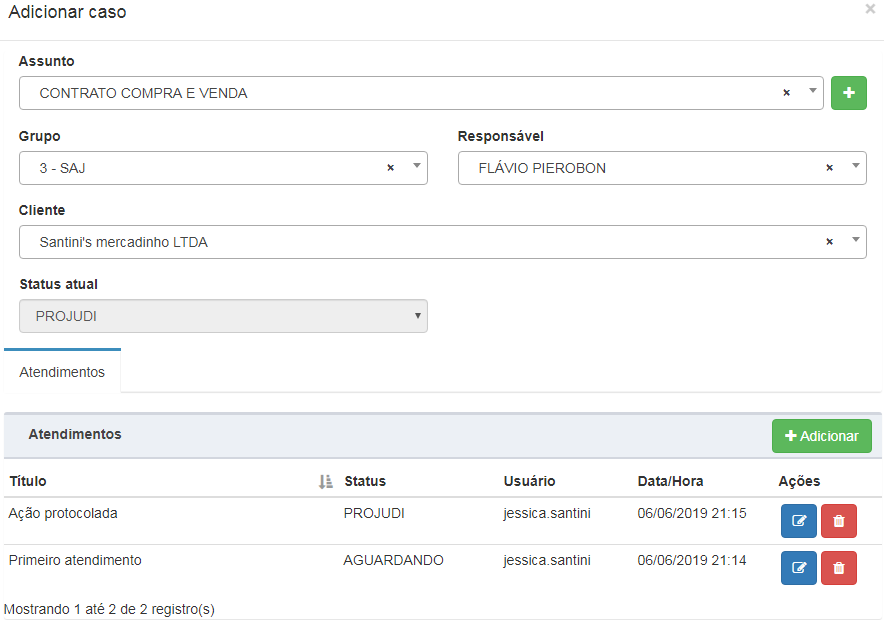 Adicionar caso ×
Assunto
CONTRATO COMPRA E VENDA ×
Grupo Responsável
3 - SAJ × FLÁVIO PIEROBON ×
Cliente
Santini's mercadinho LTDA ×
Status atual
PROJUDI
Atendimentos
Atendimentos Adicionar
Título Status Usuário Data/Hora Ações
Ação protocolada PROJUDI jessica.santini 06/06/2019 21:15
Primeiro atendimento AGUARDANDO jessica.santini 06/06/2019 21:14
Mostrando 1 até 2 de 2 registro(s)